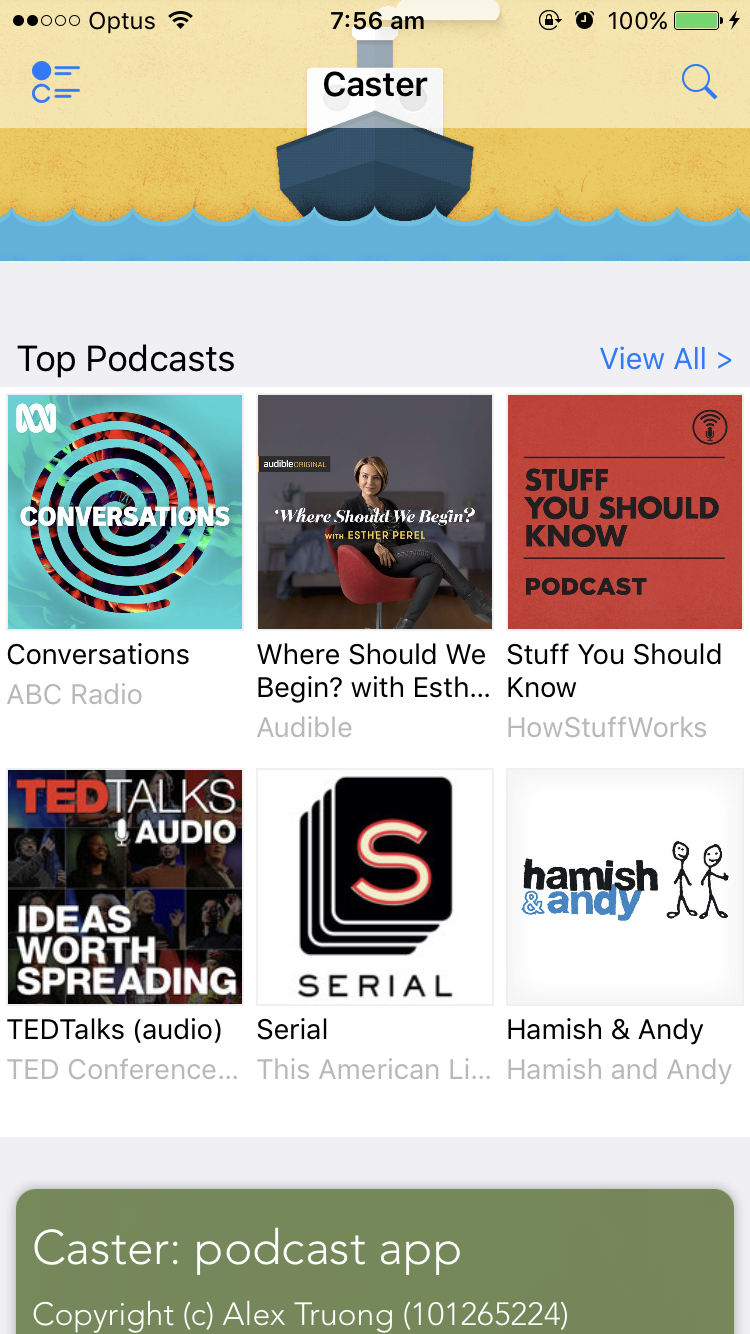 Optus 7:56 am 100%
Caster
Top Podcasts View All >
CONVERSATIONS
audible ORIGINAL
'Where Should We Begin?
WITH ESTHER PEREL
STUFF
YOU SHOULD
KNOW
PODCAST
Conversations
ABC Radio
Where Should We
Begin? with Esth...
Audible
Stuff You Should
Know
HowStuffWorks
TEDTALKS
AUDIO
IDEAS
WORTH
SPREADING
S
SERIAL
hamish
&andy
TEDTalks (audio)
TED Conference...
Serial
This American Li...
Hamish & Andy
Hamish and Andy
Caster: podcast app
Copyright (c) Alex Truong (101265224)